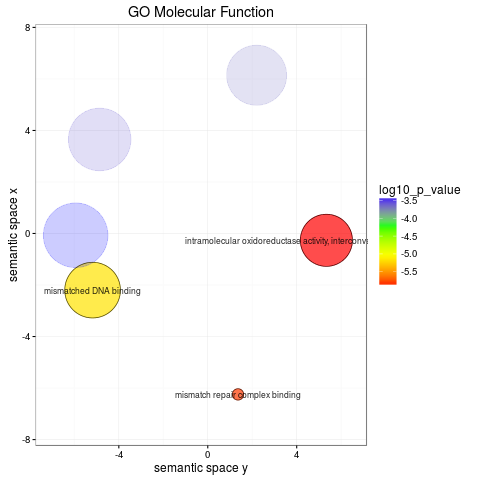 GO Molecular Function
8
4
0
-4
-8
semantic space x
intramolecular oxidoreductase activity, interconv
mismatched DNA binding
mismatch repair complex binding
-4
0
4
semantic space y
log10_p_value
-3.5
-4.0
-4.5
-5.0
-5.5